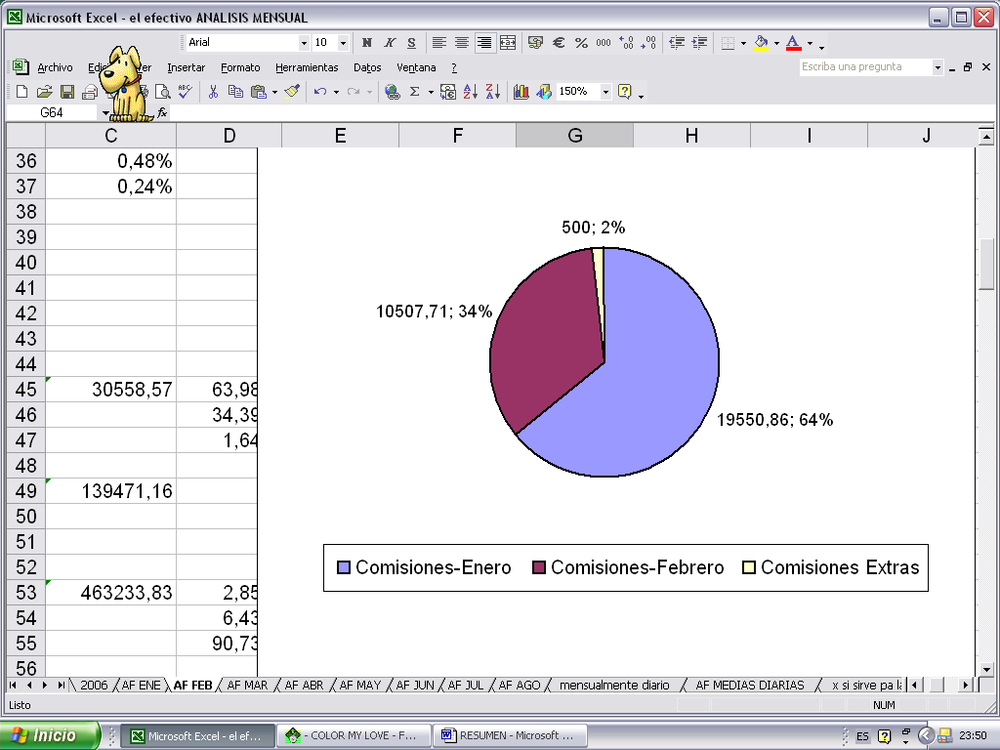 Microsoft Excel - el efectivo ANALISIS MENSUAL
Arial 10 N K S € % 000
Archivo Insertar Formato Herramientas Datos Ventana ? Escriba una pregunta
150%
G64 fx
C D E F G H I J
36 0,48%
37 0,24%
38
39
40
41
42
43
44
45 30558,57 63,98
46 34,39
47 1,64
48
49 139471,16
50
51
52
53 463233,83 2,85
54 6,43
55 90,73
56
500; 2%
10507,71; 34%
19550,86; 64%
Comisiones-Enero Comisiones-Febrero Comisiones Extras
2006 AF ENE AF FEB AF MAR AF ABR AF MAY AF JUN AF JUL AF AGO mensualmente diario AF MEDIAS DIARIAS x si sirve pa
Listo NUM
Inicio Microsoft Excel - el ef... - COLOR MY LOVE - F... RESUMEN - Microsoft ... ES 23:50